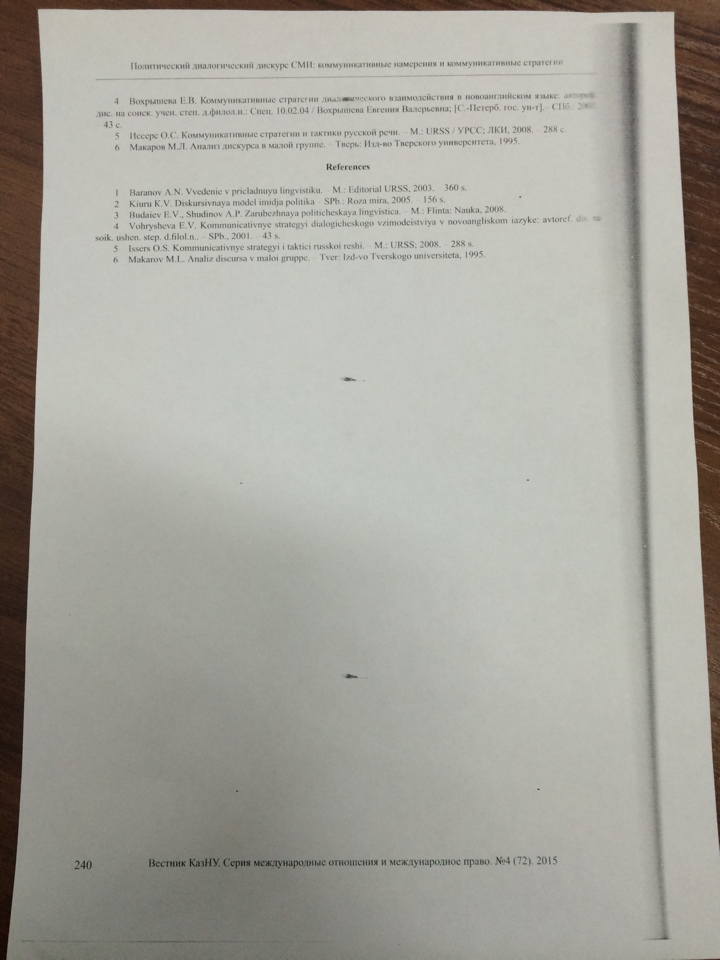 Политический диалогический дискурс СМИ: коммуникативные намерения и коммуникативные стратегии
4 Вохрышева Е.В. Коммуникативные стратегии диалогического взаимодействия в новоанглийском языке: автореф.
дис. на соиск. учен. степ. д.филол.н.: Спец. 10.02.04 / Вохрышева Евгения Валерьевна; [С.-Петерб. гос. ун-т]. – СПб.
43 с.
5 Иссерс О.С. Коммуникативные стратегии и тактики русской речи. – М.: URSS / УРСС; ЛКИ, 2008. – 288 с.
6 Макаров М.Л. Анализ дискурса в малой группе. – Тверь: Изд-во Тверского университета, 1995.
References
1 Baranov A.N. Vvedenie v pricladnuyu lingvistiku. – M.: Editorial URSS, 2003. – 360 s.
2 Kiuru K.V. Diskursivnaya model imidja politika – SPb.: Roza mira, 2005. – 156 s.
3 Budaiev E.V., Shudinov A.P. Zarubezhnaya politicheskaya lingvistica. – M.: Flinta: Nauka, 2008.
4 Vohrysheva E.V. Kommunicativnye strategyi dialogicheskogo vzimodeistviya v novoangliskom iazyke: avtoref. dis. na
soik. ushen. step. d.filol.n.. – SPb., 2001. – 43 s.
5 Issers O.S. Kommunicativnye strategyi i taktici russkoi reshi. – M.: URSS; 2008. – 288 s.
6 Makarov M.L. Analiz discursa v maloi gruppe. – Tver: Izd-vo Tverskogo universiteta, 1995.
240 Вестник КазНУ. Серия международные отношения и международное право. №4 (72). 2015